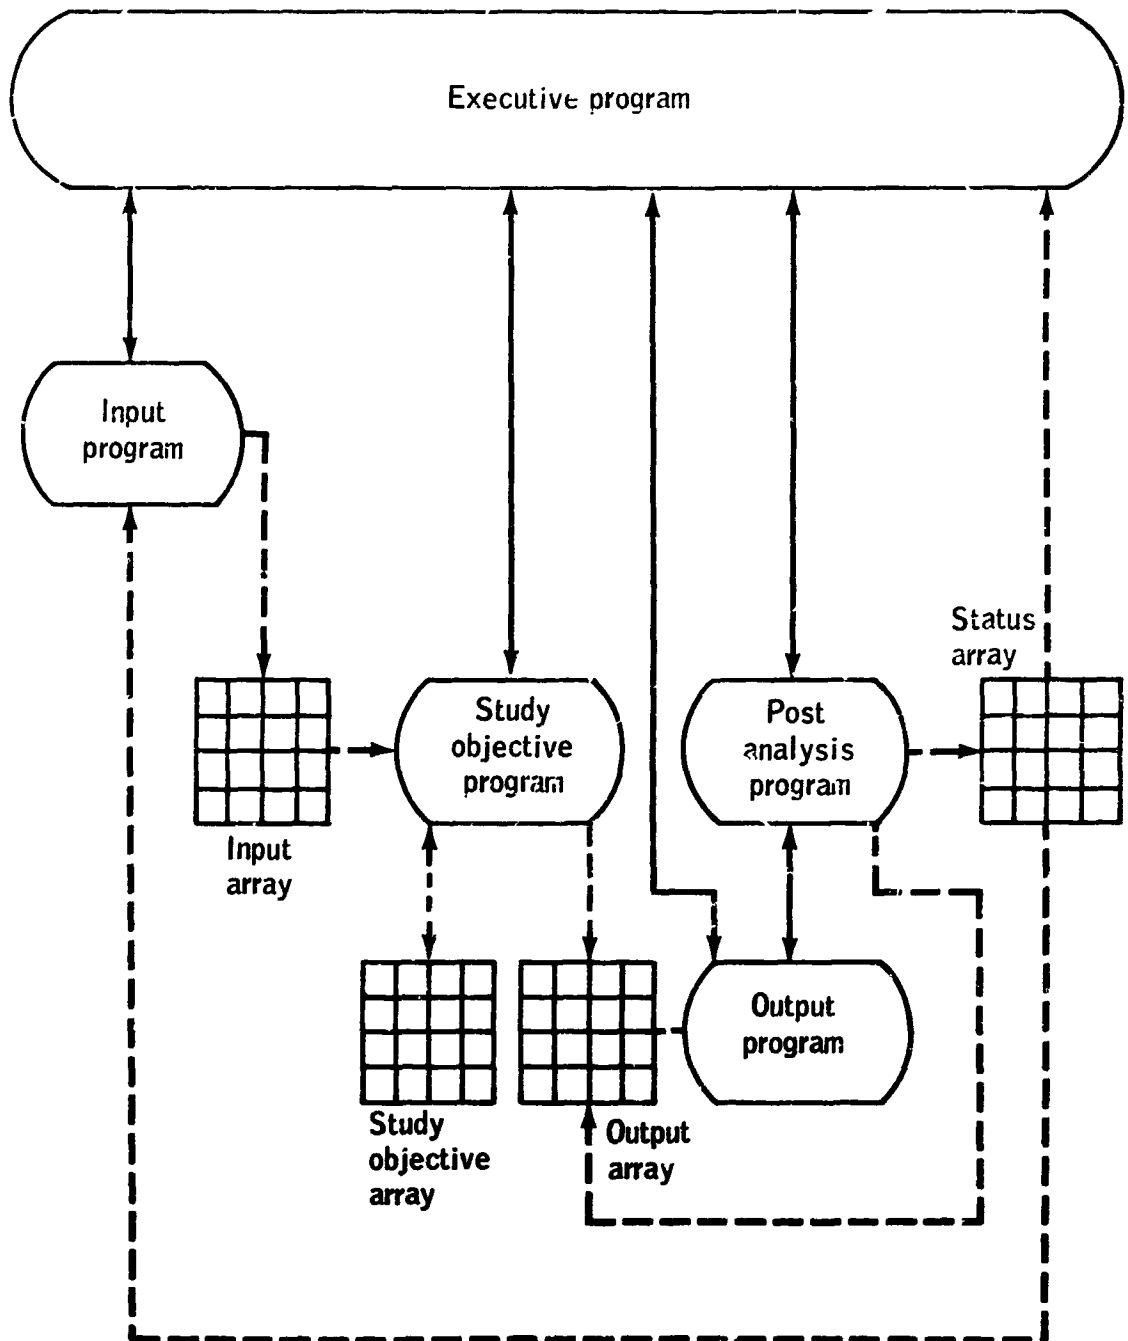 Executive program
Input
program
Status
array
Study
objective
program
Post
analysis
program
Input
array
Output
program
Study
objective
array
Output
array